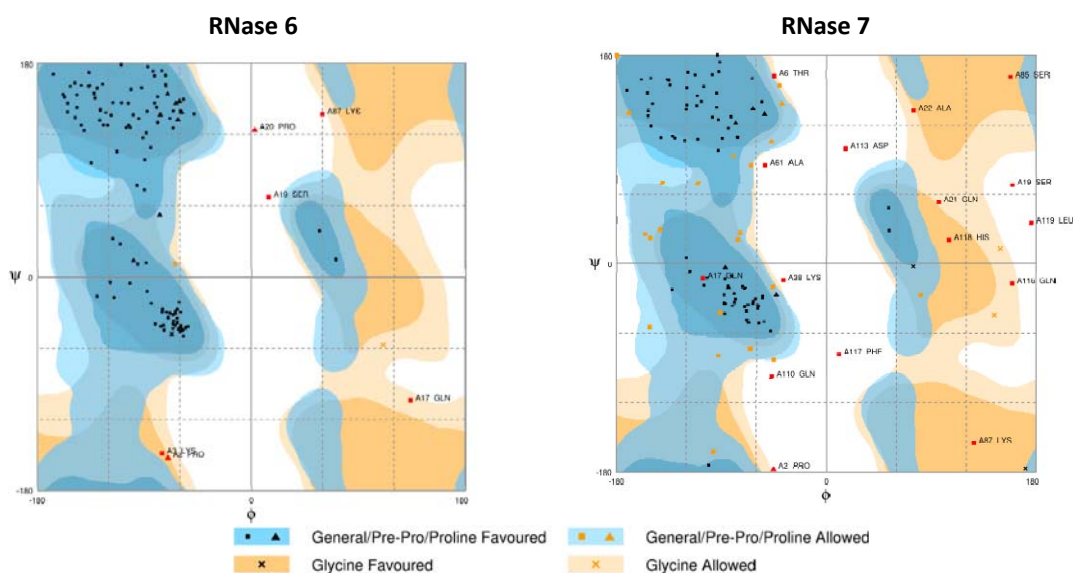 RNase 6
RNase 7
180
A87 LYS
A20 PRO
A19 SER
ψ
0
A17 GLN
A2 PRO
-180
-180
0
180
ϕ
180
A6 THR
A85 SER
A22 ALA
A113 ASP
A61 ALA
A19 SER
A21 GLN
A119 LEU
A118 HIS
ψ
0
A17 GLN
A38 LYS
A116 GLN
A117 PHE
A110 GLN
A87 LYS
A2 PRO
-180
-180
0
180
ϕ
General/Pre-Pro/Proline Favoured
General/Pre-Pro/Proline Allowed
Glycine Favoured
Glycine Allowed